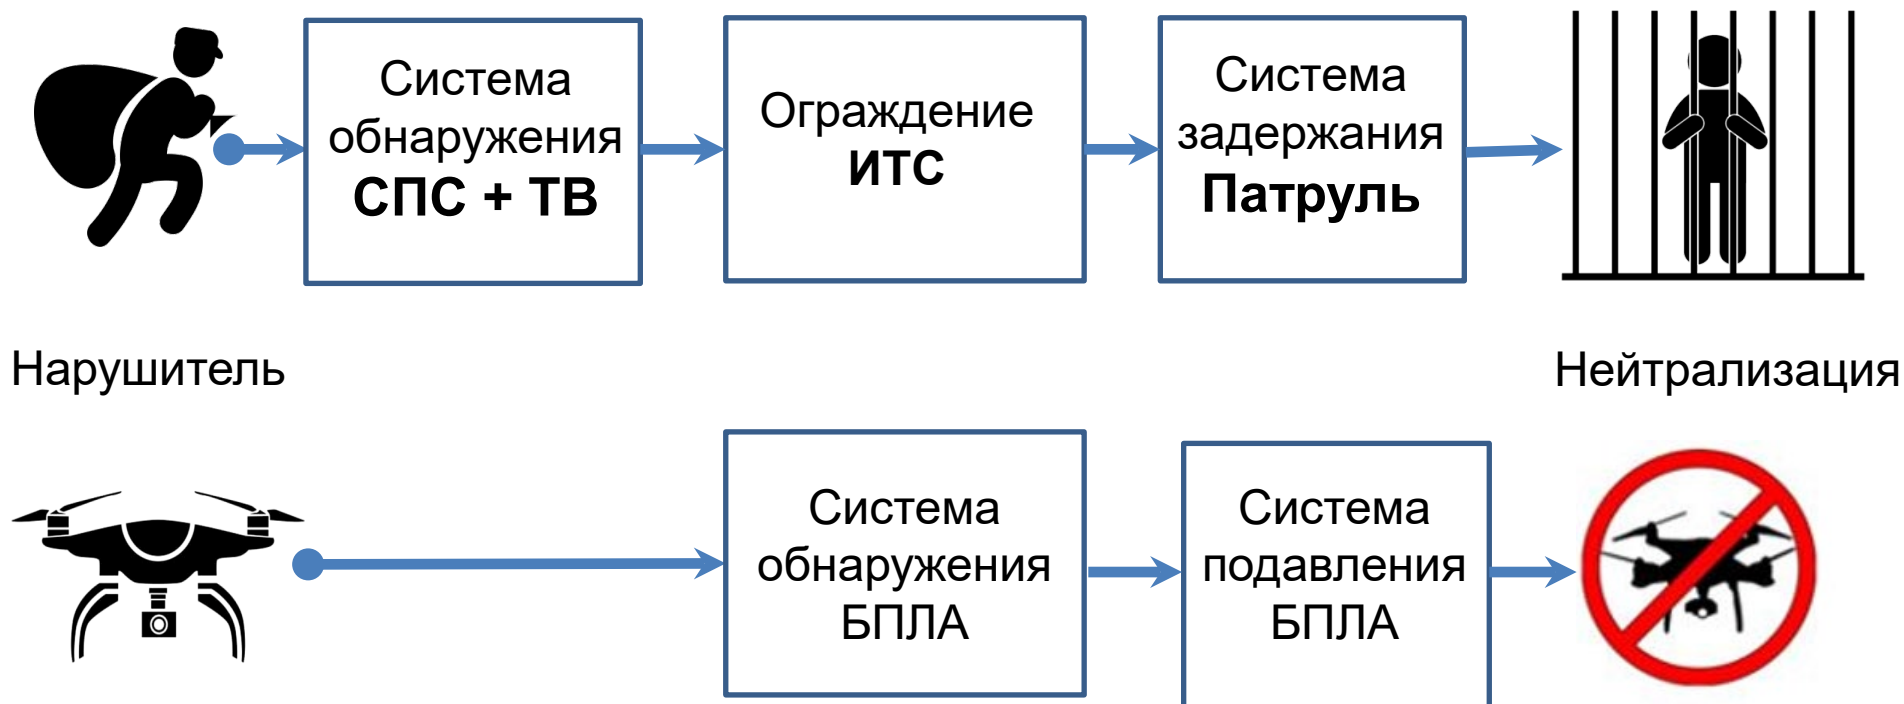 Система
обнаружения
СПС + ТВ
Ограждение
ИТС
Система
задержания
Патруль
Нарушитель
Нейтрализация
Система
обнаружения
БПЛА
Система
подавления
БПЛА